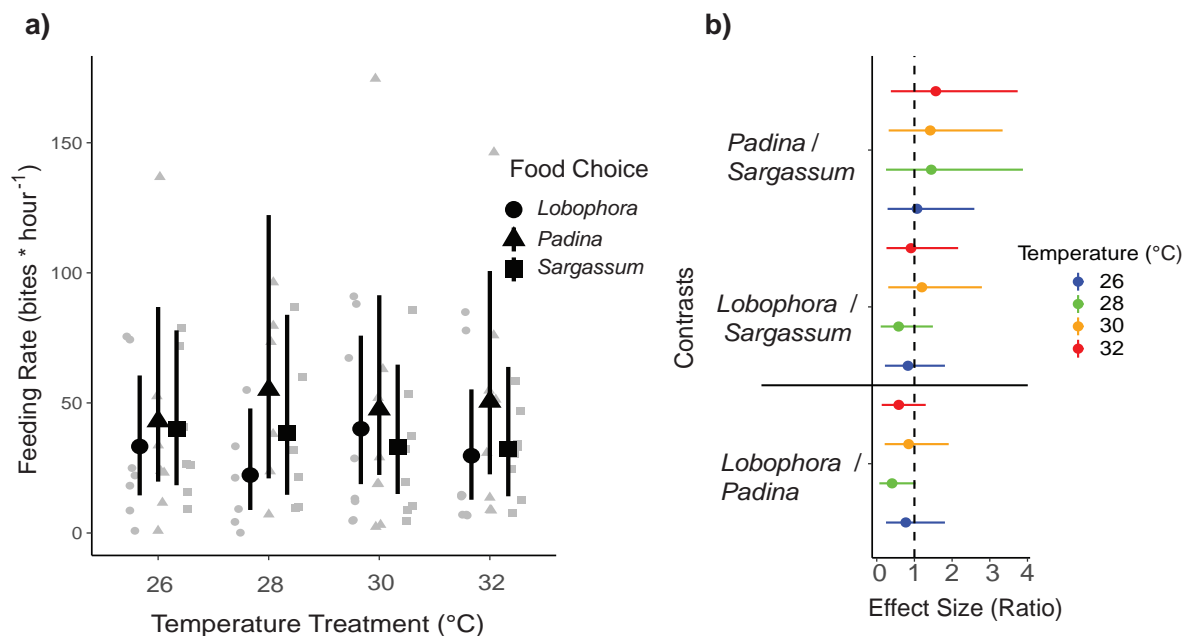 a)
Feeding Rate (bites * hour⁻¹)
150
100
50
0
26
28
30
32
Temperature Treatment (°C)
Food Choice
Lobophora
Padina
Sargassum
b)
Contrasts
Padina /
Sargassum
Lobophora /
Sargassum
Lobophora /
Padina
0 1 2 3 4
Effect Size (Ratio)
Temperature (°C)
26
28
30
32